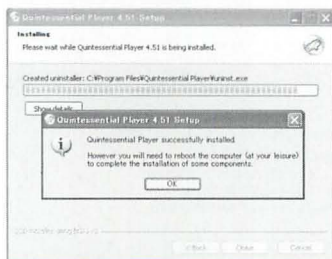 Quintessential Player 4.51 Setup
Installing
Please wait while Quintessential Player 4.51 is being installed.
Created uninstaller: C:¥Program Files¥Quintessential Player¥uninst.exe
Show details
Quintessential Player 4.51 Setup
Quintessential Player successfully installed.
However you will need to reboot the computer (at your leisure)
to complete the installation of some components.
OK
< Back
Close
Cancel